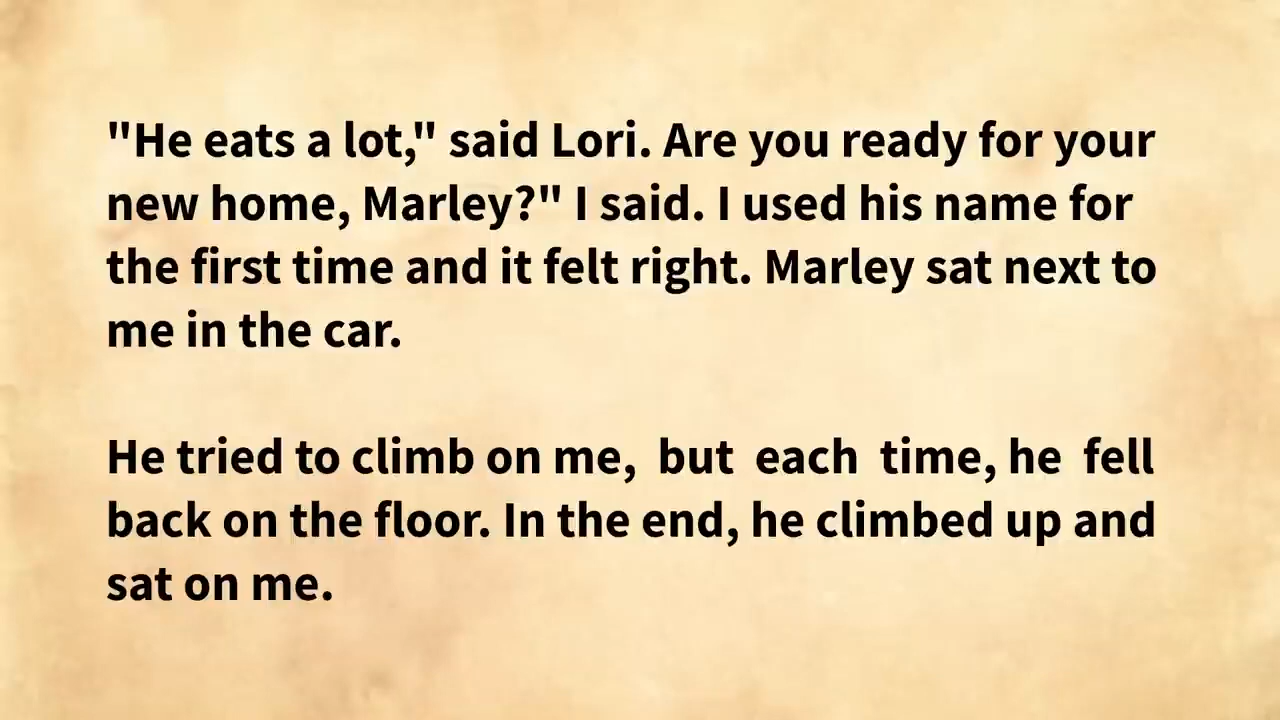 "He eats a lot," said Lori. Are you ready for your
new home, Marley?" I said. I used his name for
the first time and it felt right. Marley sat next to
me in the car.
He tried to climb on me, but each time, he fell
back on the floor. In the end, he climbed up and
sat on me.